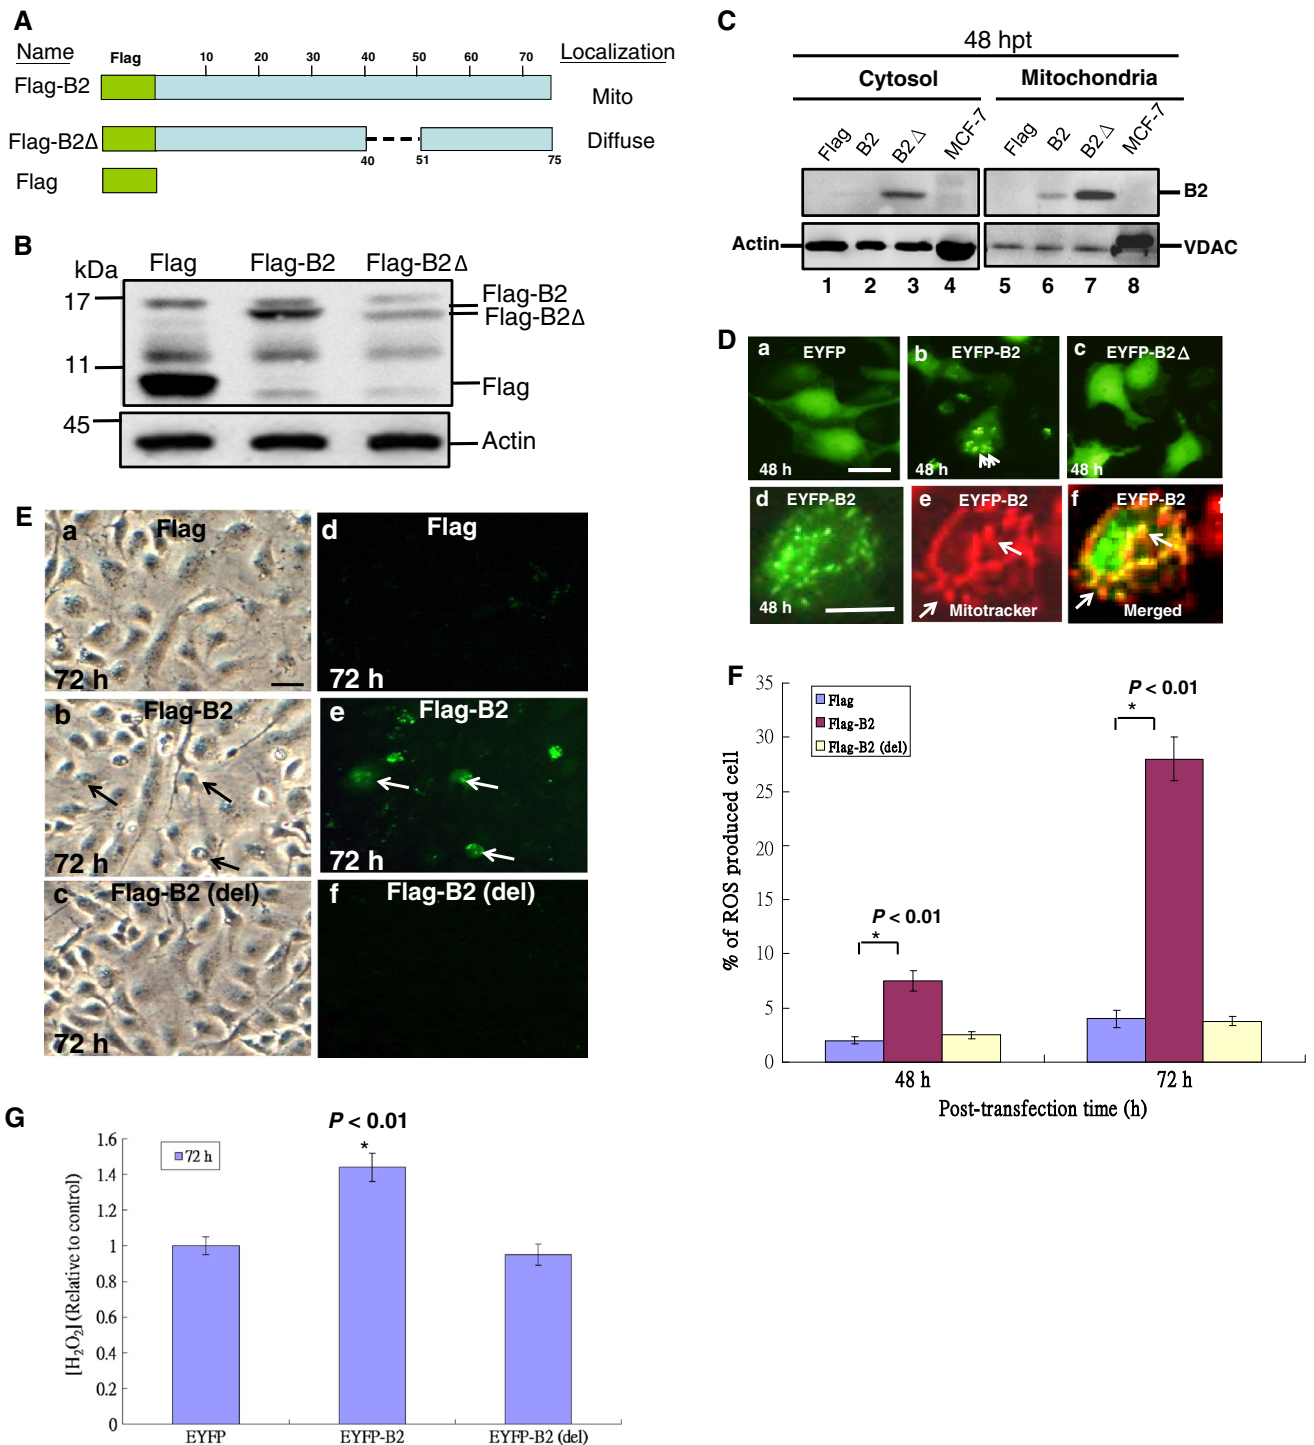 A
Name Flag 10 20 30 40 50 60 70 Localization
Flag-B2 Mito
Flag-B2Δ 40 51 75 Diffuse
Flag
B
kDa Flag Flag-B2 Flag-B2Δ
17 Flag-B2
Flag-B2Δ
11 Flag
45 Actin
C
48 hpt
Cytosol Mitochondria
Flag B2 B2Δ MCF-7 Flag B2 B2Δ MCF-7
B2
Actin VDAC
1 2 3 4 5 6 7 8
D
a EYFP 48 h
b EYFP-B2 48 h
c EYFP-B2Δ 48 h
d EYFP-B2 48 h
e EYFP-B2 Mitotracker
f EYFP-B2 Merged
E
a Flag 72 h
d Flag 72 h
b Flag-B2 72 h
e Flag-B2 72 h
c Flag-B2 (del) 72 h
f Flag-B2 (del)
F
% of ROS produced cell
35
30
25
20
15
10
5
0
Flag
Flag-B2
Flag-B2 (del)
P < 0.01
*
P < 0.01
*
48 h 72 h
Post-transfection time (h)
G
[H₂O₂] (Relative to control)
1.6
1.4
1.2
1
0.8
0.6
0.4
0.2
0
72 h
P < 0.01
*
EYFP EYFP-B2 EYFP-B2 (del)